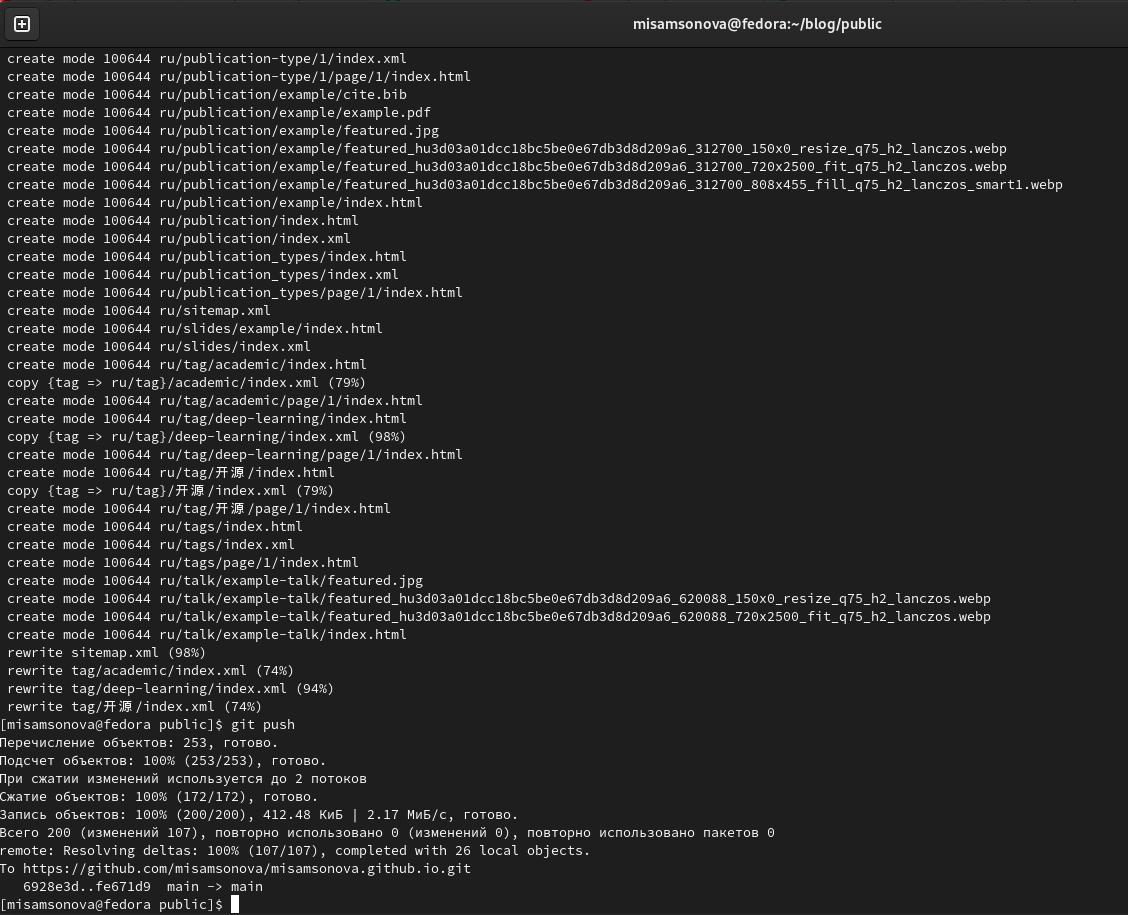 misamsonova@fedora:~/blog/public
create mode 100644 ru/publication-type/1/index.xml
create mode 100644 ru/publication-type/1/page/1/index.html
create mode 100644 ru/publication/example/cite.bib
create mode 100644 ru/publication/example/example.pdf
create mode 100644 ru/publication/example/featured.jpg
create mode 100644 ru/publication/example/featured_hu3d03a01dcc18bc5be0e67db3d8d209a6_312700_150x0_resize_q75_h2_lanczos.webp
create mode 100644 ru/publication/example/featured_hu3d03a01dcc18bc5be0e67db3d8d209a6_312700_720x2500_fit_q75_h2_lanczos.webp
create mode 100644 ru/publication/example/featured_hu3d03a01dcc18bc5be0e67db3d8d209a6_312700_808x455_fill_q75_h2_lanczos_smart1.webp
create mode 100644 ru/publication/example/index.html
create mode 100644 ru/publication/index.html
create mode 100644 ru/publication/index.xml
create mode 100644 ru/publication_types/index.html
create mode 100644 ru/publication_types/index.xml
create mode 100644 ru/publication_types/page/1/index.html
create mode 100644 ru/sitemap.xml
create mode 100644 ru/slides/example/index.html
create mode 100644 ru/slides/index.xml
create mode 100644 ru/tag/academic/index.html
copy {tag => ru/tag}/academic/index.xml (79%)
create mode 100644 ru/tag/academic/page/1/index.html
create mode 100644 ru/tag/deep-learning/index.html
copy {tag => ru/tag}/deep-learning/index.xml (98%)
create mode 100644 ru/tag/deep-learning/page/1/index.html
create mode 100644 ru/tag/开源/index.html
copy {tag => ru/tag}/开源/index.xml (79%)
create mode 100644 ru/tag/开源/page/1/index.html
create mode 100644 ru/tags/index.html
create mode 100644 ru/tags/index.xml
create mode 100644 ru/tags/page/1/index.html
create mode 100644 ru/talk/example-talk/featured.jpg
create mode 100644 ru/talk/example-talk/featured_hu3d03a01dcc18bc5be0e67db3d8d209a6_620088_150x0_resize_q75_h2_lanczos.webp
create mode 100644 ru/talk/example-talk/featured_hu3d03a01dcc18bc5be0e67db3d8d209a6_620088_720x2500_fit_q75_h2_lanczos.webp
create mode 100644 ru/talk/example-talk/index.html
rewrite sitemap.xml (98%)
rewrite tag/academic/index.xml (74%)
rewrite tag/deep-learning/index.xml (94%)
rewrite tag/开源/index.xml (74%)
[misamsonova@fedora public]$ git push
Перечисление объектов: 253, готово.
Подсчет объектов: 100% (253/253), готово.
При сжатии изменений используется до 2 потоков
Сжатие объектов: 100% (172/172), готово.
Запись объектов: 100% (200/200), 412.48 КиБ | 2.17 МиБ/с, готово.
Всего 200 (изменений 107), повторно использовано 0 (изменений 0), повторно использовано пакетов 0
remote: Resolving deltas: 100% (107/107), completed with 26 local objects.
To https://github.com/misamsonova/misamsonova.github.io.git
6928e3d..fe671d9  main -> main
[misamsonova@fedora public]$